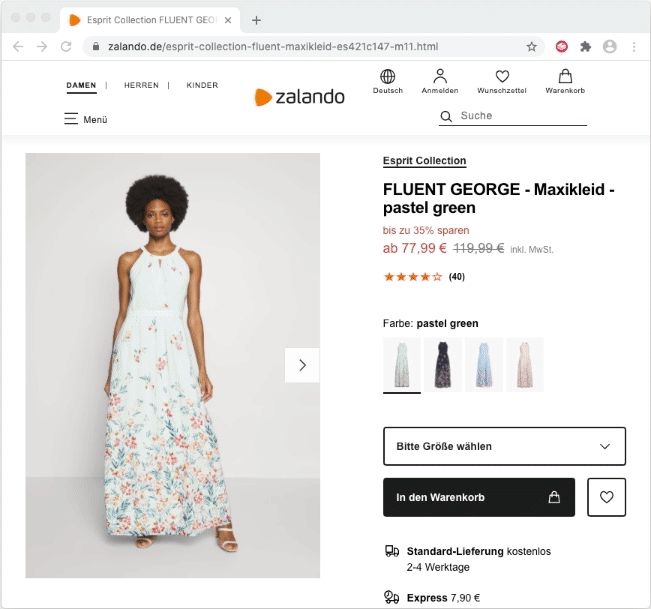 Esprit Collection FLUENT GEOR
zalando.de/esprit-collection-fluent-maxikleid-es421c147-m11.html
DAMEN | HERREN | KINDER
zalando
Deutsch Anmelden Wunschzettel Warenkorb
Menü
Suche
Esprit Collection
FLUENT GEORGE - Maxikleid -
pastel green
bis zu 35% sparen
ab 77,99 € 119,99 € inkl. MwSt.
(40)
Farbe: pastel green
Bitte Größe wählen
In den Warenkorb
Standard-Lieferung kostenlos
2-4 Werktage
Express 7,90 €